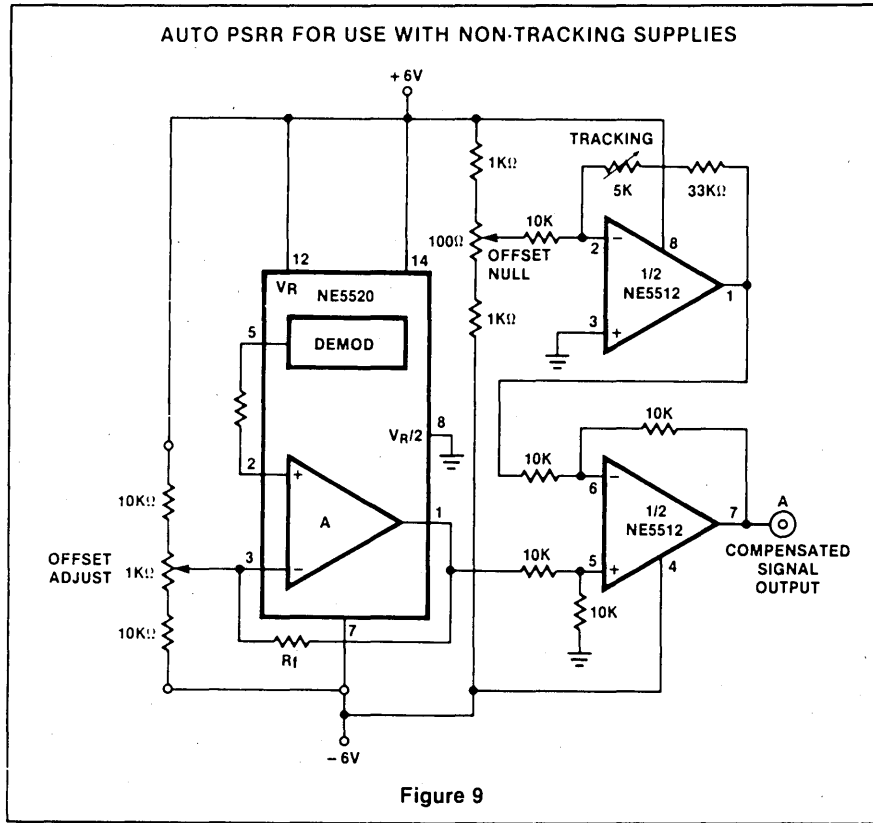 AUTO PSRR FOR USE WITH NON-TRACKING SUPPLIES
+6V
TRACKING
1KΩ
5K
33KΩ
10K
100Ω
OFFSET
NULL
2
−
8
1/2
NE5512
1
3
+
12
14
VR
NE5520
1KΩ
5
DEMOD
8
VR/2
10K
10K
6
−
1/2
NE5512
7
A
COMPENSATED
SIGNAL
OUTPUT
2
+
A
1
10KΩ
OFFSET
ADJUST
1KΩ
3
−
10K
5
+
4
10K
10KΩ
7
Rf
−6V
Figure 9